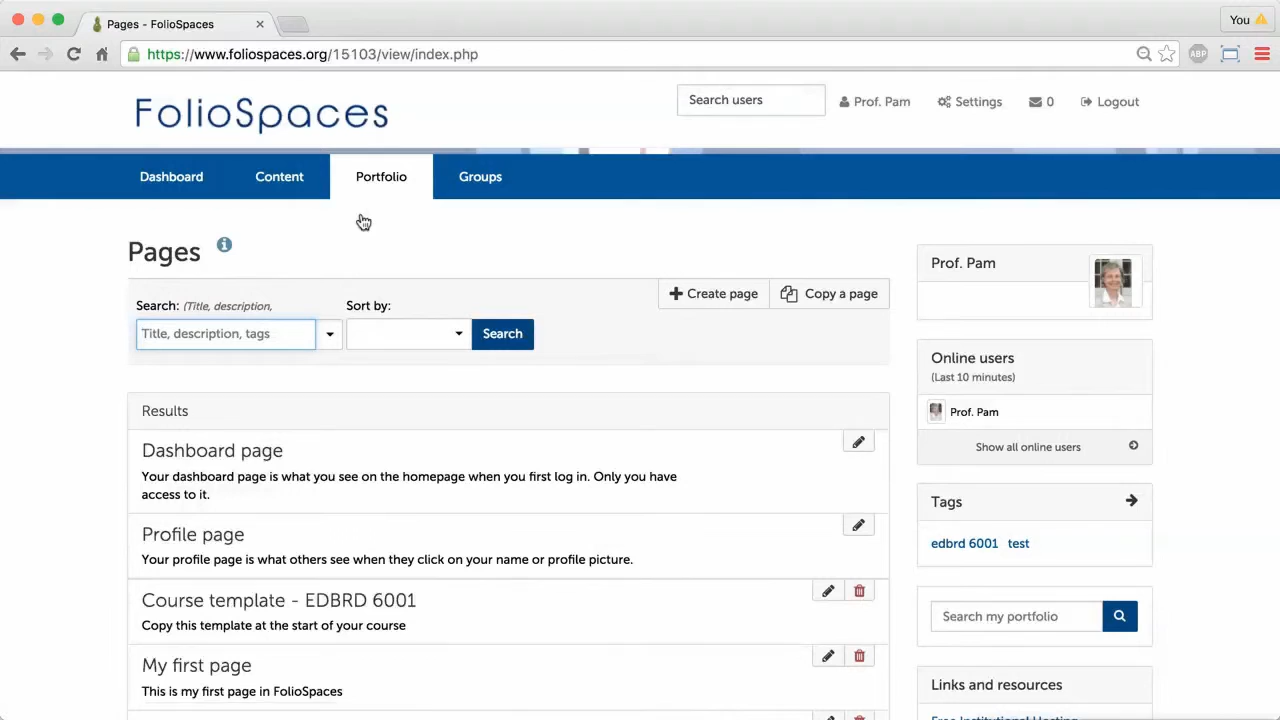 Pages - FolioSpaces
You
https://www.foliospaces.org/15103/view/index.php
ABP
FolioSpaces
Search users
Prof. Pam
Settings
0
Logout
Dashboard
Content
Portfolio
Groups
Pages
Search: (Title, description,
Sort by:
Create page
Copy a page
Title, description, tags
Search
Results
Dashboard page
Your dashboard page is what you see on the homepage when you first log in. Only you have
access to it.
Profile page
Your profile page is what others see when they click on your name or profile picture.
Course template - EDBRD 6001
Copy this template at the start of your course
My first page
This is my first page in FolioSpaces
Prof. Pam
Online users
(Last 10 minutes)
Prof. Pam
Show all online users
Tags
edbrd 6001 test
Search my portfolio
Links and resources
Free Institutional Hosting